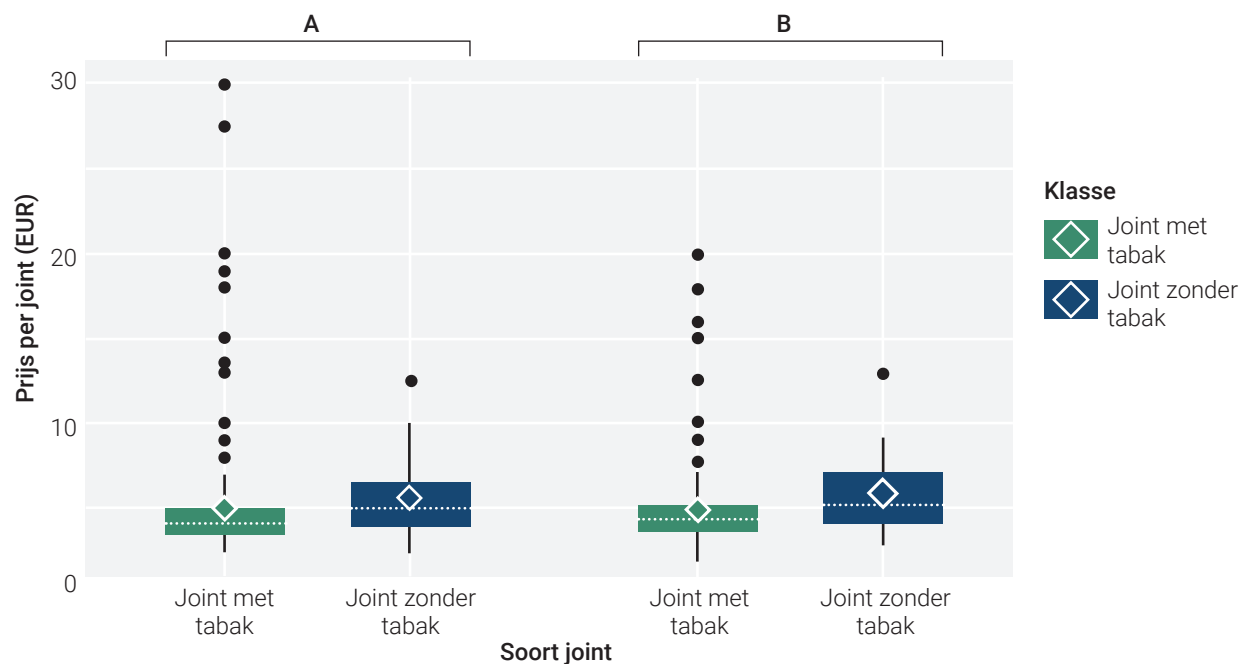 A
B
30
20
10
0
Prijs per joint (EUR)
Joint met
tabak
Joint zonder
tabak
Joint met
tabak
Joint zonder
tabak
Soort joint
Klasse
Joint met
tabak
Joint zonder
tabak